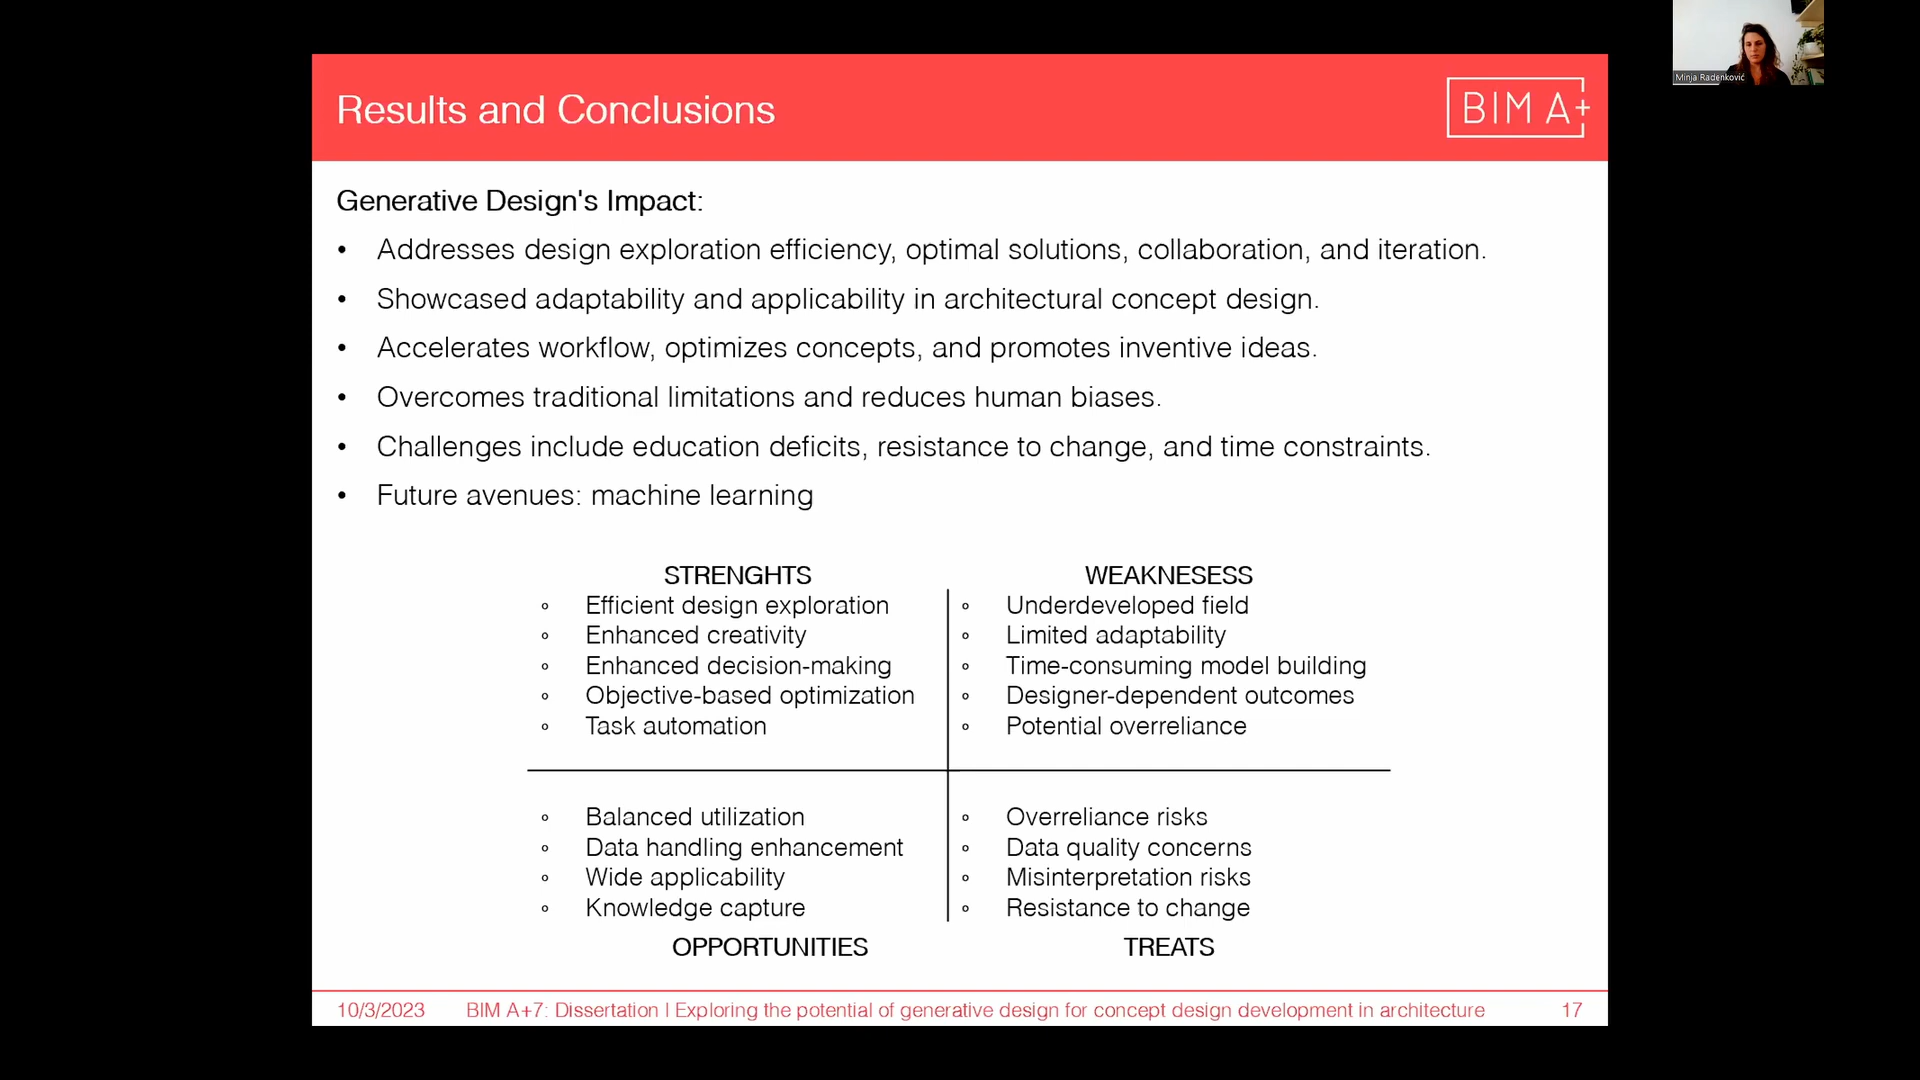 Minja Radenković
Results and Conclusions
BIM A+
Generative Design's Impact:
• Addresses design exploration efficiency, optimal solutions, collaboration, and iteration.
• Showcased adaptability and applicability in architectural concept design.
• Accelerates workflow, optimizes concepts, and promotes inventive ideas.
• Overcomes traditional limitations and reduces human biases.
• Challenges include education deficits, resistance to change, and time constraints.
• Future avenues: machine learning
STRENGHTS
◦ Efficient design exploration
◦ Enhanced creativity
◦ Enhanced decision-making
◦ Objective-based optimization
◦ Task automation
WEAKNESESS
◦ Underdeveloped field
◦ Limited adaptability
◦ Time-consuming model building
◦ Designer-dependent outcomes
◦ Potential overreliance
◦ Balanced utilization
◦ Data handling enhancement
◦ Wide applicability
◦ Knowledge capture
OPPORTUNITIES
◦ Overreliance risks
◦ Data quality concerns
◦ Misinterpretation risks
◦ Resistance to change
TREATS
10/3/2023 BIM A+7: Dissertation | Exploring the potential of generative design for concept design development in architecture 17